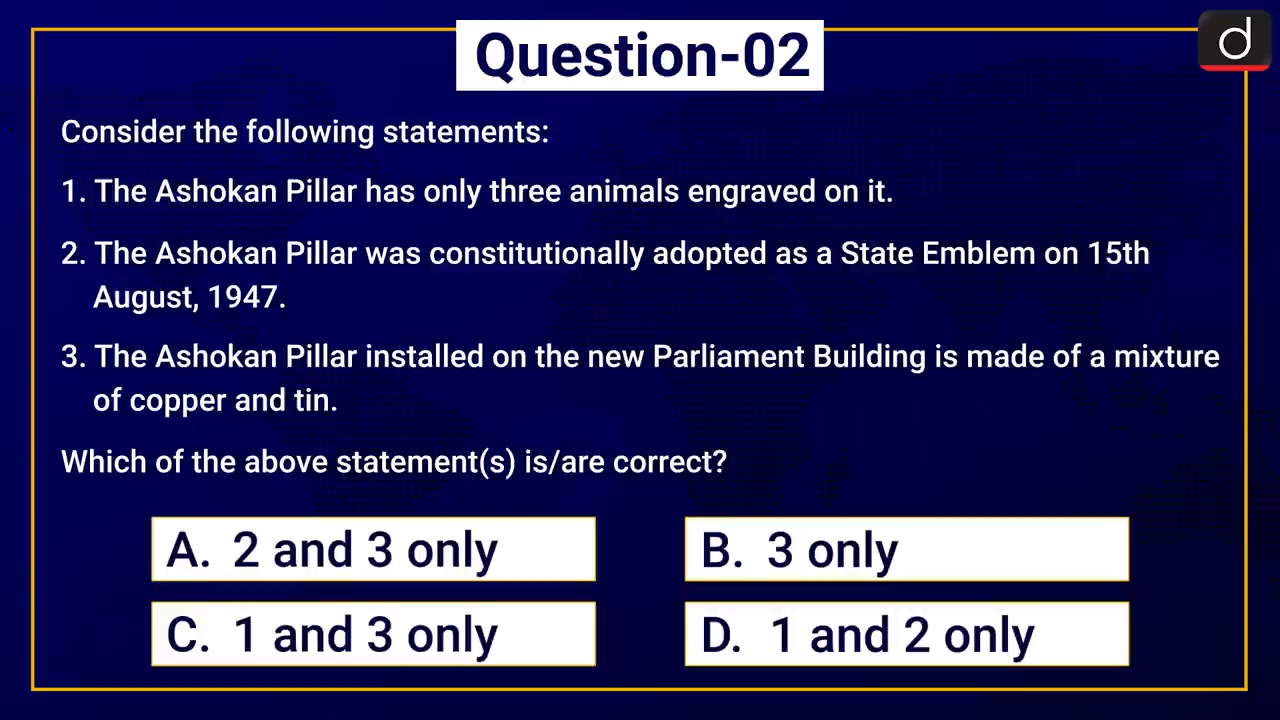 Question-02
d
Consider the following statements:
1. The Ashokan Pillar has only three animals engraved on it.
2. The Ashokan Pillar was constitutionally adopted as a State Emblem on 15th
August, 1947.
3. The Ashokan Pillar installed on the new Parliament Building is made of a mixture
of copper and tin.
Which of the above statement(s) is/are correct?
A. 2 and 3 only
B. 3 only
C. 1 and 3 only
D. 1 and 2 only